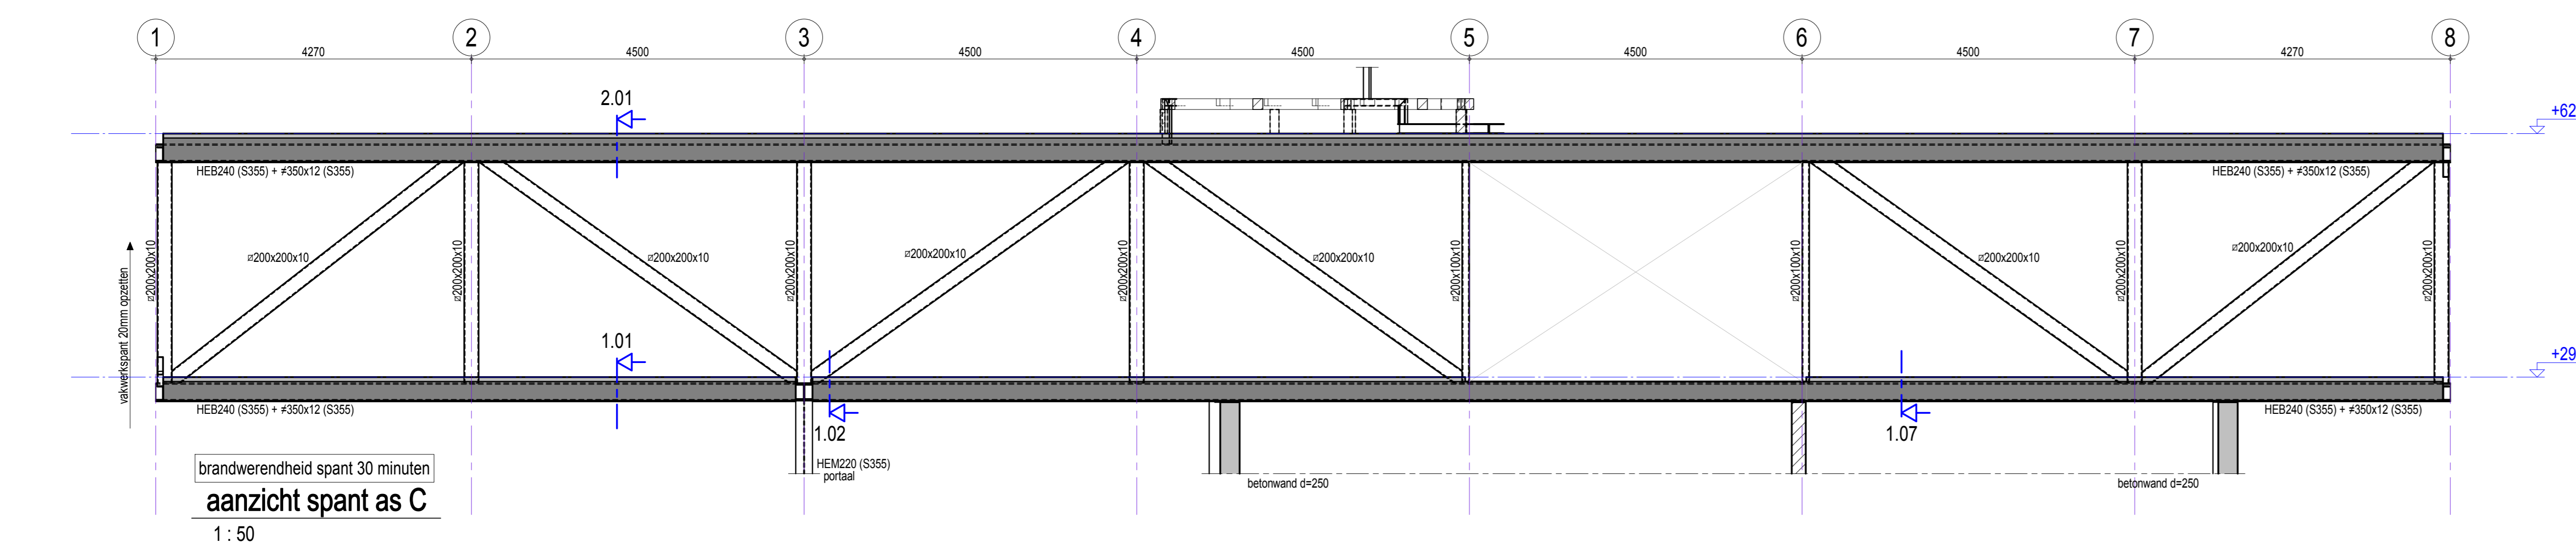 1 2 3 4 5 6 7 8
4270 4500 4500 4500 4500 4500 4270
2.01
+62
HEB240 (S355) + ≠350x12 (S355)
HEB240 (S355) + ≠350x12 (S355)
vakwerkspant 20mm opzetten
⌀200x200x10
⌀200x200x10
⌀200x200x10
⌀200x200x10
⌀200x200x10
⌀200x200x10
⌀200x200x10
⌀200x200x10
⌀200x100x10
⌀200x100x10
⌀200x200x10
⌀200x200x10
⌀200x200x10
⌀200x200x10
1.01
+29
HEB240 (S355) + ≠350x12 (S355)
HEB240 (S355) + ≠350x12 (S355)
1.02
1.07
HEM220 (S355)
portaal
betonwand d=250
betonwand d=250
brandwerendheid spant 30 minuten
aanzicht spant as C
1 : 50